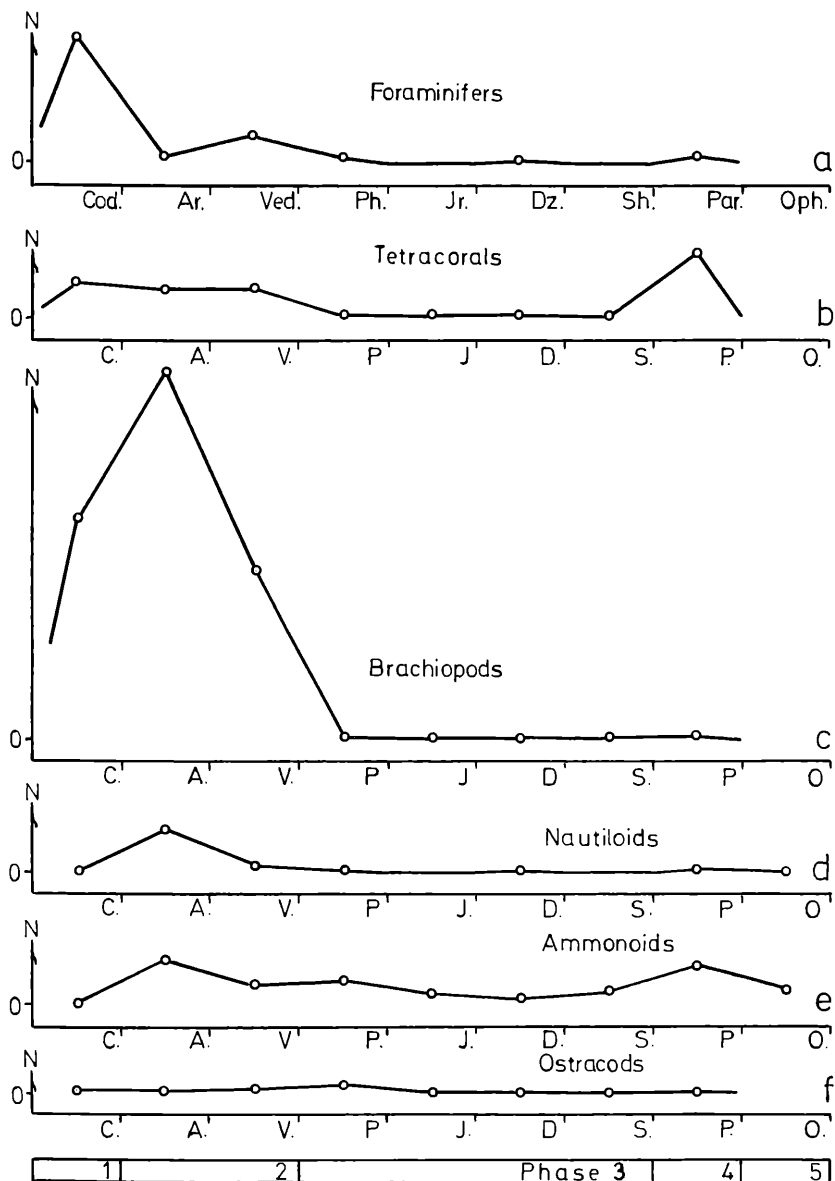 N
Foraminifers
0
a
Cod. Ar. Ved. Ph. Jr. Dz. Sh. Par. Oph.
N
Tetracorals
0
b
C. A. V. P J D. S. P. O.
N
Brachiopods
0
c
C. A. V. P J D S. P O
N
Nautiloids
0
d
C. A. V. P J. D. S. P O
N
Ammonoids
0
e
C. A. V P. J. D. S. P O.
N
Ostracods
0
f
C. A. V. P J. D S. P. O.
1 2 Phase 3 4 5